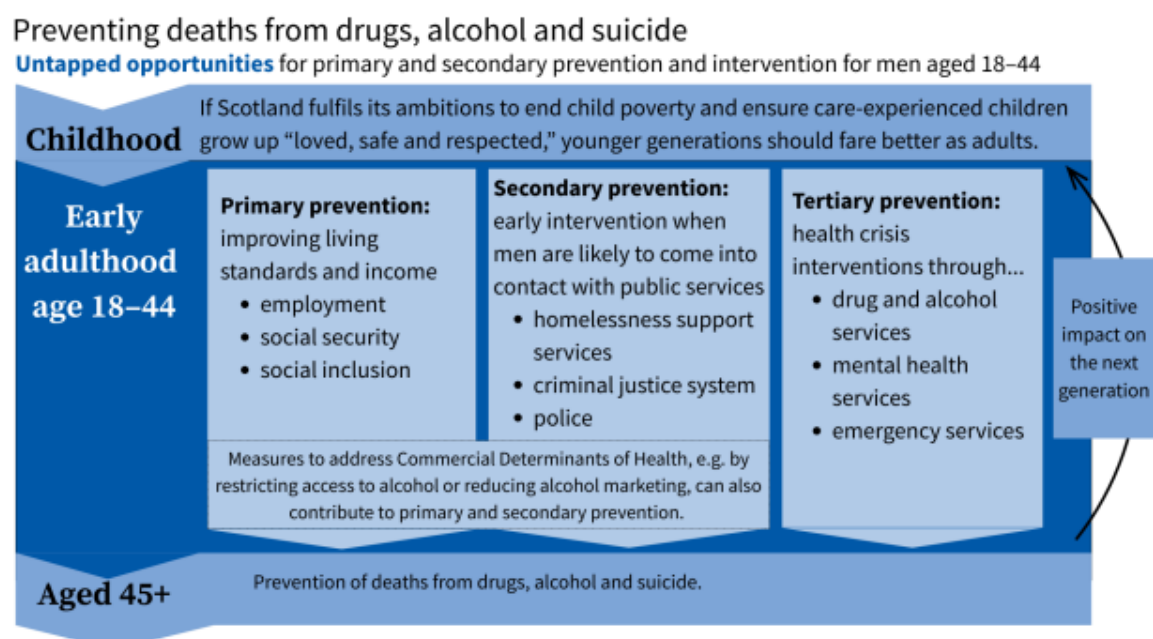 Preventing deaths from drugs, alcohol and suicide
Untapped opportunities for primary and secondary prevention and intervention for men aged 18–44
Childhood
If Scotland fulfils its ambitions to end child poverty and ensure care-experienced children
grow up “loved, safe and respected,” younger generations should fare better as adults.
Early
adulthood
age 18–44
Primary prevention:
improving living
standards and income
• employment
• social security
• social inclusion
Secondary prevention:
early intervention when
men are likely to come into
contact with public services
• homelessness support
services
• criminal justice system
• police
Measures to address Commercial Determinants of Health, e.g. by
restricting access to alcohol or reducing alcohol marketing, can also
contribute to primary and secondary prevention.
Tertiary prevention:
health crisis
interventions through...
• drug and alcohol
services
• mental health
services
• emergency services
Positive
impact on
the next
generation
Aged 45+
Prevention of deaths from drugs, alcohol and suicide.